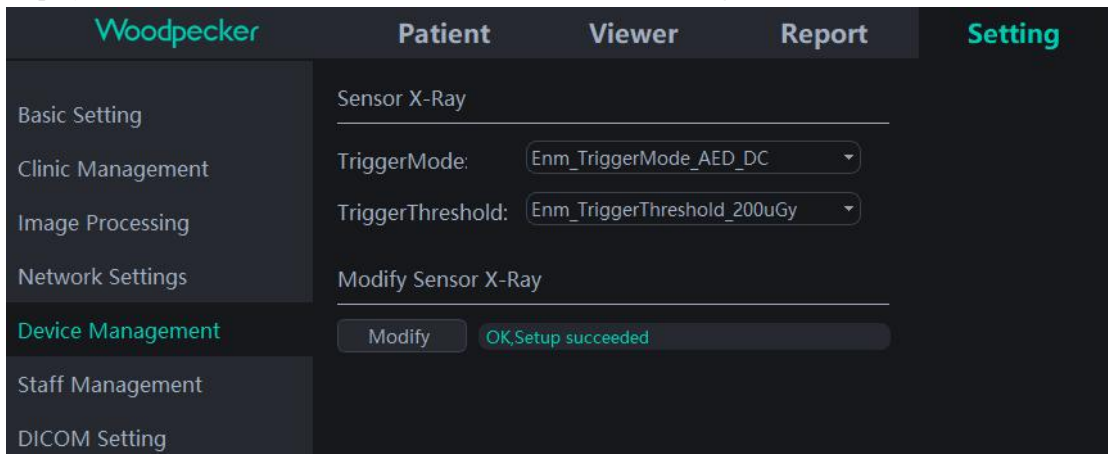 Woodpecker Patient Viewer Report Setting
Basic Setting
Clinic Management
Image Processing
Network Settings
Device Management
Staff Management
DICOM Setting
Sensor X-Ray
TriggerMode: Enm_TriggerMode_AED_DC
TriggerThreshold: Enm_TriggerThreshold_200uGy
Modify Sensor X-Ray
Modify OK,Setup succeeded